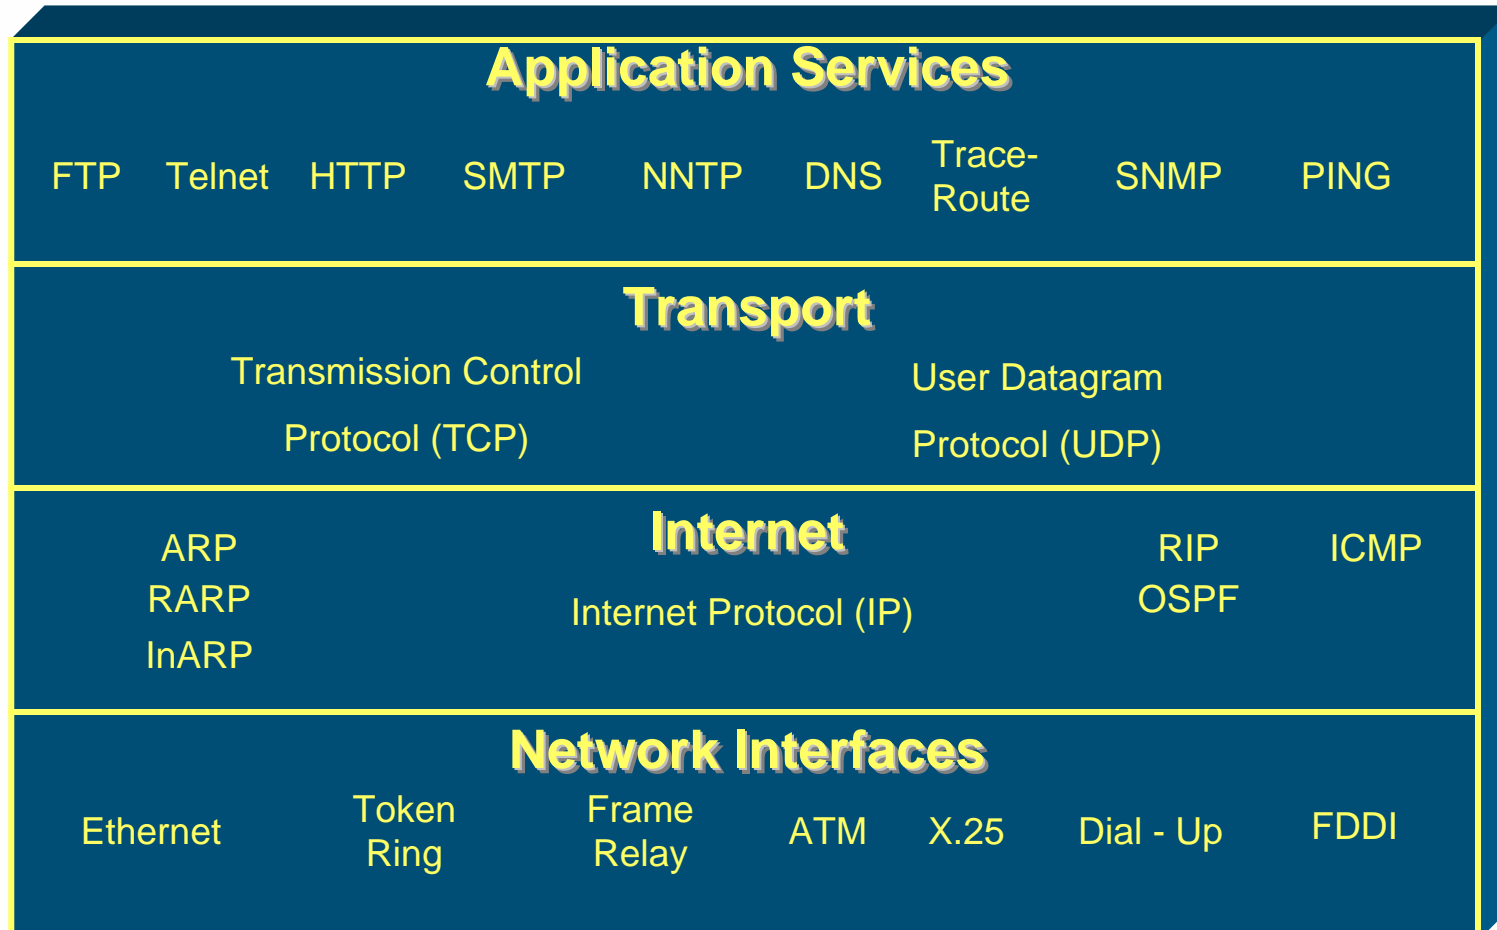 Application Services
FTP Telnet HTTP SMTP NNTP DNS Trace-
Route SNMP PING
Transport
Transmission Control
Protocol (TCP)
User Datagram
Protocol (UDP)
Internet
ARP
RARP
InARP
Internet Protocol (IP)
RIP
OSPF
ICMP
Network Interfaces
Ethernet
Token
Ring
Frame
Relay
ATM
X.25
Dial - Up
FDDI